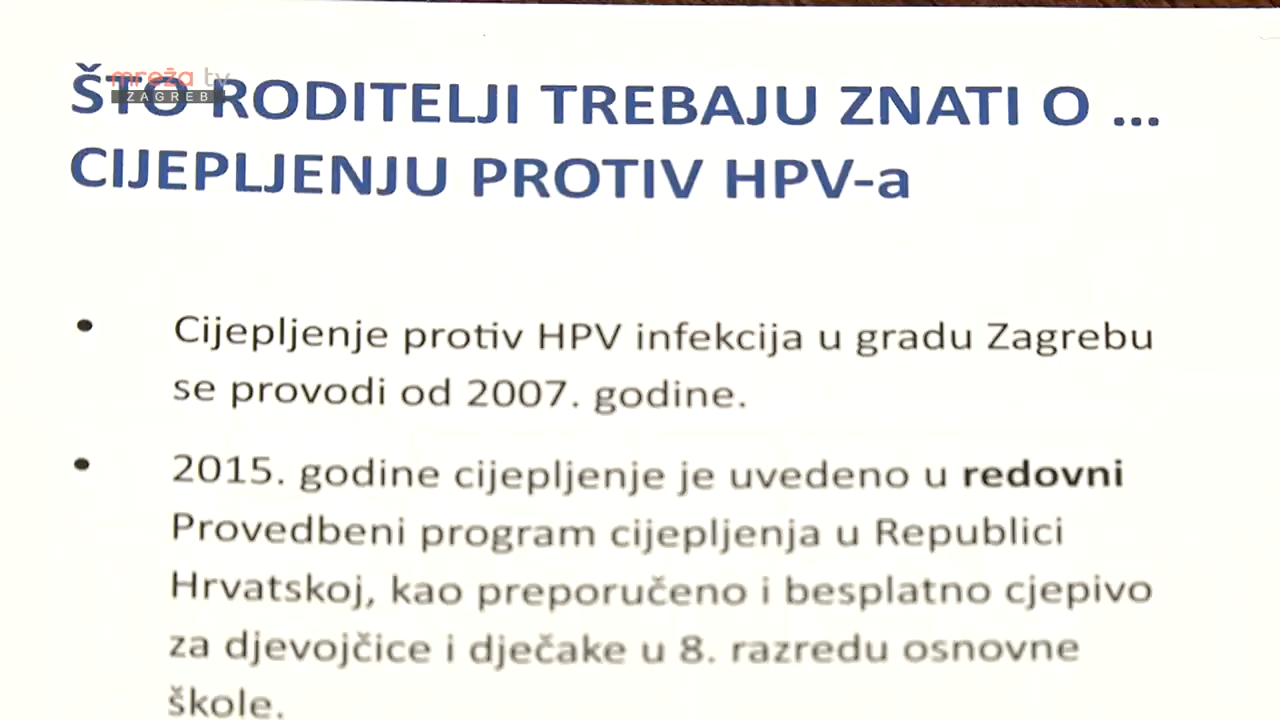 mreža tv
ZAGREB
ŠTO RODITELJI TREBAJU ZNATI O ...
CIJEPLJENJU PROTIV HPV-a
• Cijepljenje protiv HPV infekcija u gradu Zagrebu
se provodi od 2007. godine.
• 2015. godine cijepljenje je uvedeno u redovni
Provedbeni program cijepljenja u Republici
Hrvatskoj, kao preporučeno i besplatno cjepivo
za djevojčice i dječake u 8. razredu osnovne
škole.